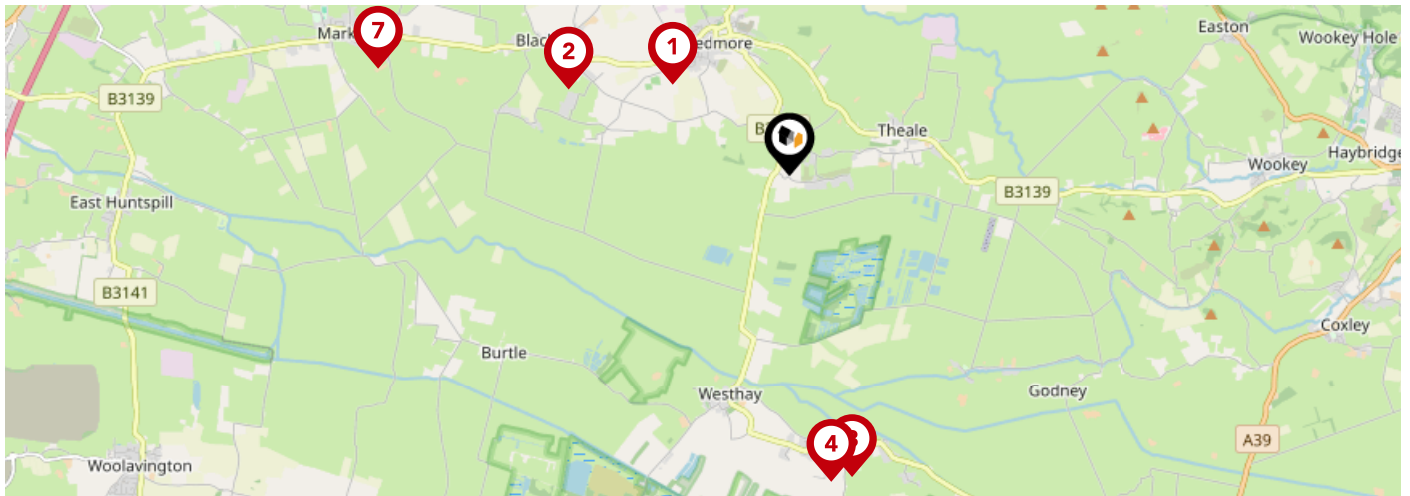 7
1
Easton
Mark
Blac
2
edmore
Wookey Hole
B3139
B
Theale
Haybridge
Wookey
B3139
East Huntspill
B3141
Coxley
Burtle
Westhay
Godney
4
A39
Woolavington